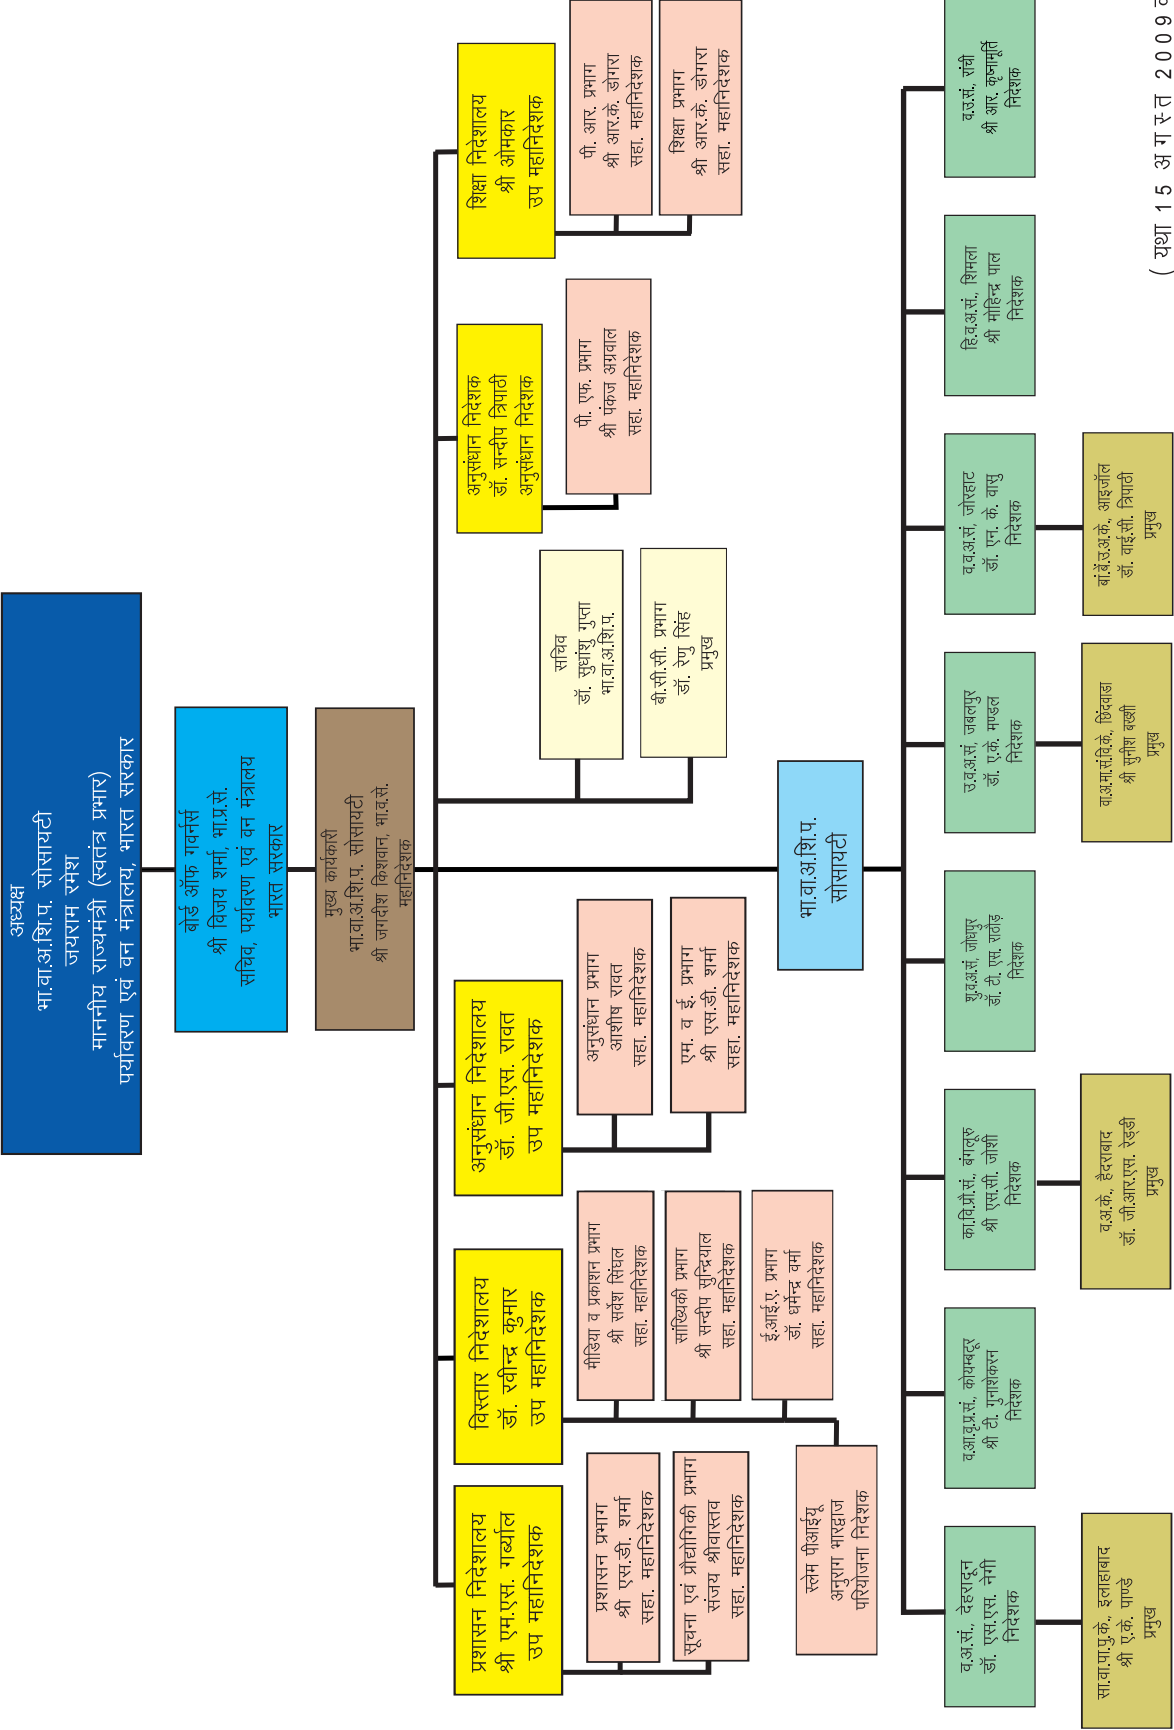 अध्यक्ष
भा.वा.अ.शि.प. सोसायटी
जयराम रमेश
माननीय राज्यमंत्री (स्वतंत्र प्रभार)
पर्यावरण एवं वन मंत्रालय, भारत सरकार
बोर्ड ऑफ गवर्नर्स
श्री विजय शर्मा, भा.प्र.से.
सचिव, पर्यावरण एवं वन मंत्रालय
भारत सरकार
मुख्य कार्यकारी
भा.वा.अ.शि.प. सोसायटी
श्री जगदीश किशवान, भा.व.से.
महानिदेशक
प्रशासन निदेशालय
श्री एम.एस. गर्ब्याल
उप महानिदेशक
विस्तार निदेशालय
डॉ. रवीन्द्र कुमार
उप महानिदेशक
अनुसंधान निदेशालय
डॉ. जी.एस. रावत
उप महानिदेशक
अनुसंधान निदेशक
डॉ. सन्दीप त्रिपाठी
अनुसंधान निदेशक
शिक्षा निदेशालय
श्री ओमकार
उप महानिदेशक
प्रशासन प्रभाग
श्री एस.डी. शर्मा
सहा. महानिदेशक
सूचना एवं प्रौद्योगिकी प्रभाग
संजय श्रीवास्तव
सहा. महानिदेशक
मीडिया व प्रकाशन प्रभाग
श्री सर्वेश सिंघल
सहा. महानिदेशक
सांख्यिकी प्रभाग
श्री सन्दीप सुन्द्रियाल
सहा. महानिदेशक
ई.आई.ए. प्रभाग
डॉ. धर्मेन्द्र वर्मा
सहा. महानिदेशक
स्लेम पीआईयू
अनुराग भारद्वाज
परियोजना निदेशक
अनुसंधान प्रभाग
आशीष रावत
सहा. महानिदेशक
एम. व ई. प्रभाग
श्री एस.डी. शर्मा
सहा. महानिदेशक
सचिव
डॉ. सुधांशु गुप्ता
भा.वा.अ.शि.प.
बी.सी.सी. प्रभाग
डॉ. रेणु सिंह
प्रमुख
पी. एफ. प्रभाग
श्री पंकज अग्रवाल
सहा. महानिदेशक
पी. आर. प्रभाग
श्री आर.के. डोगरा
सहा. महानिदेशक
शिक्षा प्रभाग
श्री आर.के. डोगरा
सहा. महानिदेशक
भा.वा.अ.शि.प.
सोसायटी
व.अ.सं., देहरादून
डॉ. एस.एस. नेगी
निदेशक
व.आ.वृ.प्र.सं., कोयम्बटूर
श्री टी. गुनाशेकरन
निदेशक
का.वि.प्रौ.सं., बंगलूरु
श्री एस.सी. जोशी
निदेशक
शु.व.अ.सं, जोधपुर
डॉ. टी. एस. राठौड़
निदेशक
उ.व.अ.सं, जबलपुर
डॉ. ए.के. मण्डल
निदेशक
व.व.अ.सं, जोरहाट
डॉ. एन. के. वासु
निदेशक
हि.व.अ.सं., शिमला
श्री मोहिन्द्र पाल
निदेशक
व.उ.सं., रांची
श्री आर. कृष्नामूर्ति
निदेशक
सा.वा.पा.पु.के., इलाहाबाद
श्री ए.के. पाण्डे
प्रमुख
व.अ.के., हैदराबाद
डॉ. जी.आर.एस. रेड्डी
प्रमुख
वा.अ.मा.सं.वि.के., छिंदवाडा
श्री सुनीश बख्शी
प्रमुख
बां.बें.उ.अ.के., आइजॉल
डॉ. वाई.सी. त्रिपाठी
प्रमुख
( यथा 15 अगस्त 2009